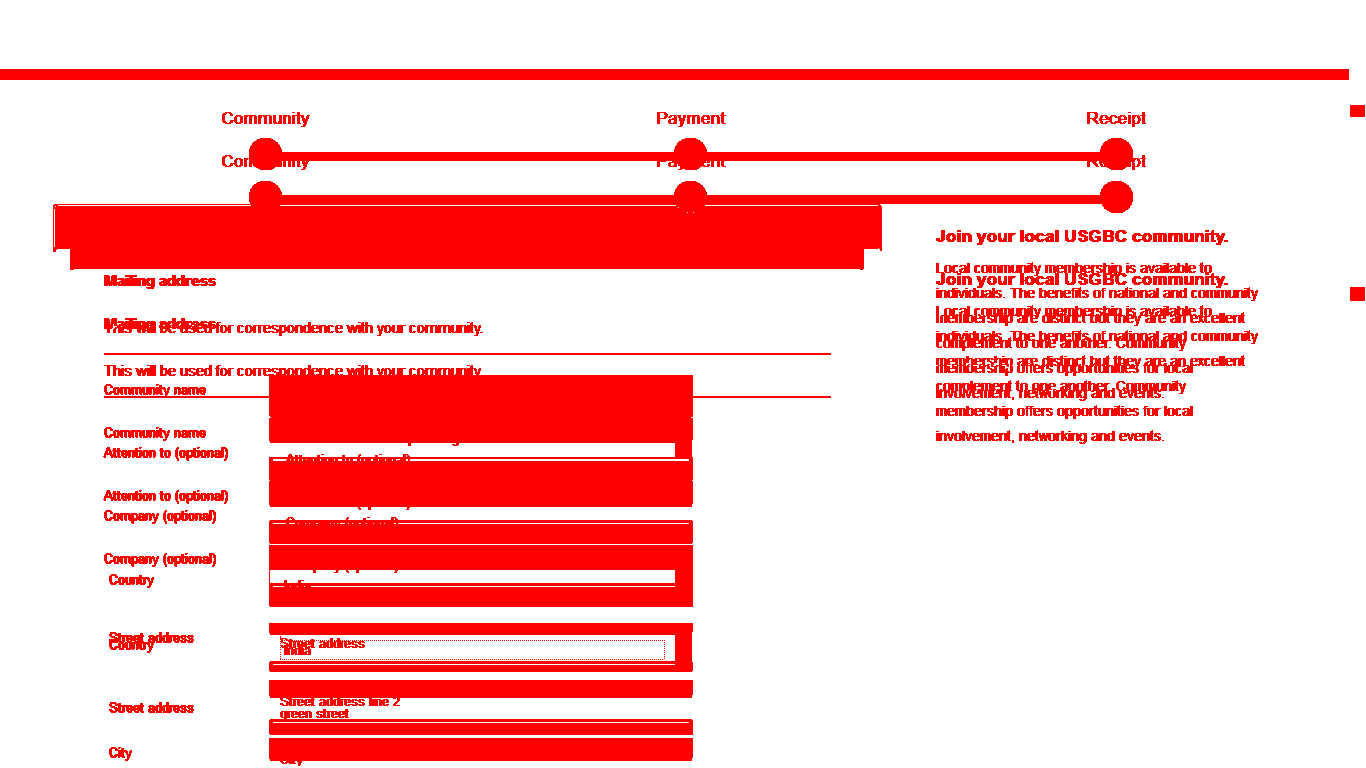 Community Payment Receipt
Community Payment Receipt
Join your local USGBC community.
Local community membership is available to
Join your local USGBC community.
individuals. The benefits of national and community
Local community membership is available to
membership are distinct but they are an excellent
individuals. The benefits of national and community
complement to one another. Community
membership are distinct but they are an excellent
membership offers opportunities for local
complement to one another. Community
involvement, networking and events.
membership offers opportunities for local
involvement, networking and events.
Mailing address
Mailing address
This will be used for correspondence with your community.
This will be used for correspondence with your community
Community name
Community name
Attention to (optional)
Attention to (optional)
Attention to (optional)
Company (optional)
Company (optional)
Company (optional)
Country
India
Street address
Street address
Country
India
Street address line 2
Street address
green street
City
City